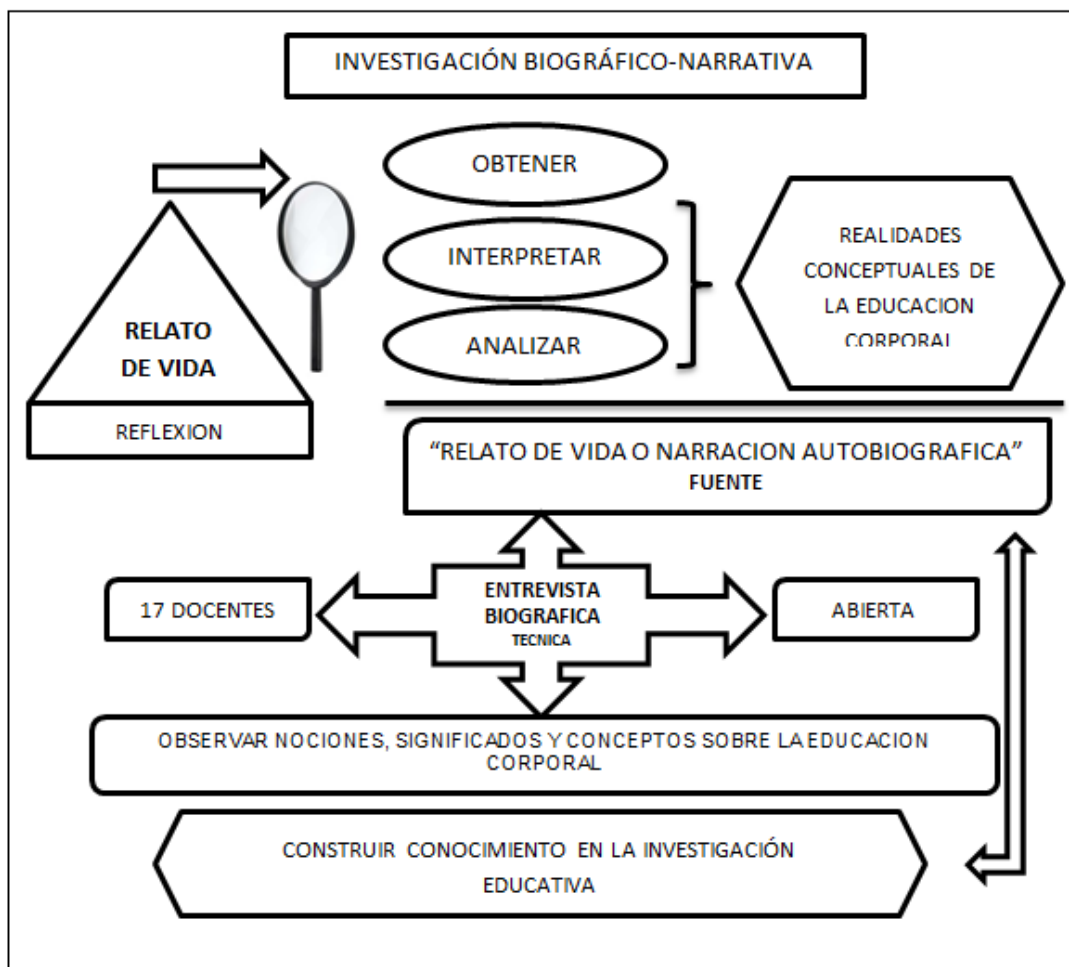 INVESTIGACIÓN BIOGRÁFICO-NARRATIVA
OBTENER
INTERPRETAR
ANALIZAR
REALIDADES
CONCEPTUALES DE
LA EDUCACION
CORPORAL
RELATO
DE VIDA
REFLEXION
“RELATO DE VIDA O NARRACION AUTOBIOGRAFICA”
FUENTE
17 DOCENTES
ENTREVISTA
BIOGRAFICA
TECNICA
ABIERTA
OBSERVAR NOCIONES, SIGNIFICADOS Y CONCEPTOS SOBRE LA EDUCACION
CORPORAL
CONSTRUIR CONOCIMIENTO EN LA INVESTIGACIÓN
EDUCATIVA